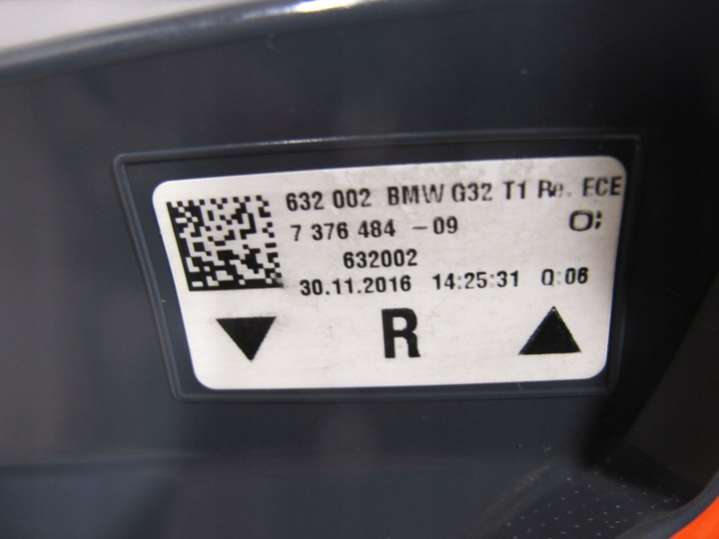 632 002 BMW G32 T1 Re. FCE
7 376 484 -09
632002
30.11.2016 14:25:31 Q:06
R